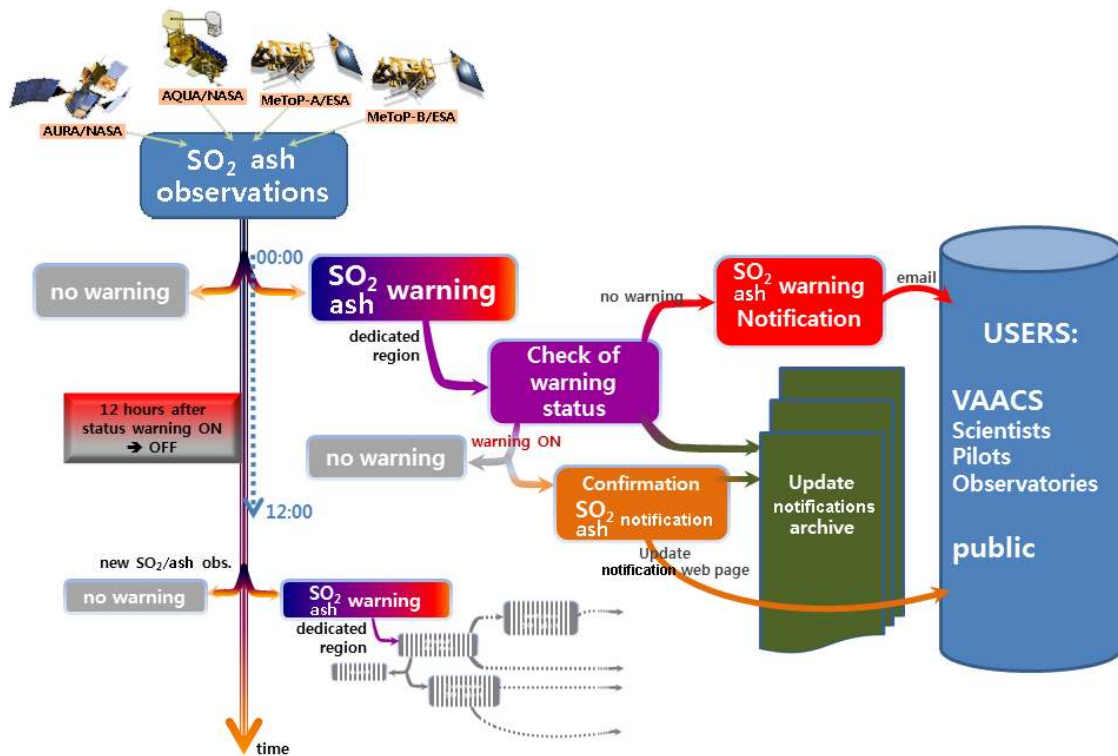 AQUA/NASA
MeToP-A/ESA
MeToP-B/ESA
AURA/NASA
SO2 ash
observations
00:00
no warning
SO2
ash warning
dedicated
region
no warning
SO2
ash warning
Notification
email
Check of
warning
status
12 hours after
status warning ON
➔ OFF
12:00
warning ON
no warning
Confirmation
SO2
ash notification
Update
notifications
archive
Update
notification web page
USERS:
VAACS
Scientists
Pilots
Observatories
public
new SO2/ash obs.
no warning
SO2
ash warning
dedicated
region
time